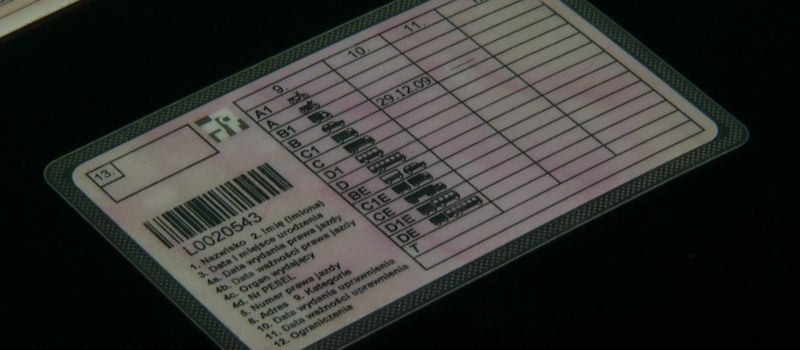 13.
L0020543
1. Nazwisko 2. Imię (imiona)
3. Data i miejsce urodzenia
4a. Data wydania prawa jazdy
4b. Data ważności prawa jazdy
4c. Organ wydający
4d. Nr PESEL
5. Numer prawa jazdy
8. Adres 9. Kategorie
10. Data wydania uprawnienia
11. Data ważności uprawnienia
12. Ograniczenia
9. 10. 11.
A1
A
B1
B 29.12.09 —
C1
C
D1
D
BE
C1E
CE
D1E
DE
T